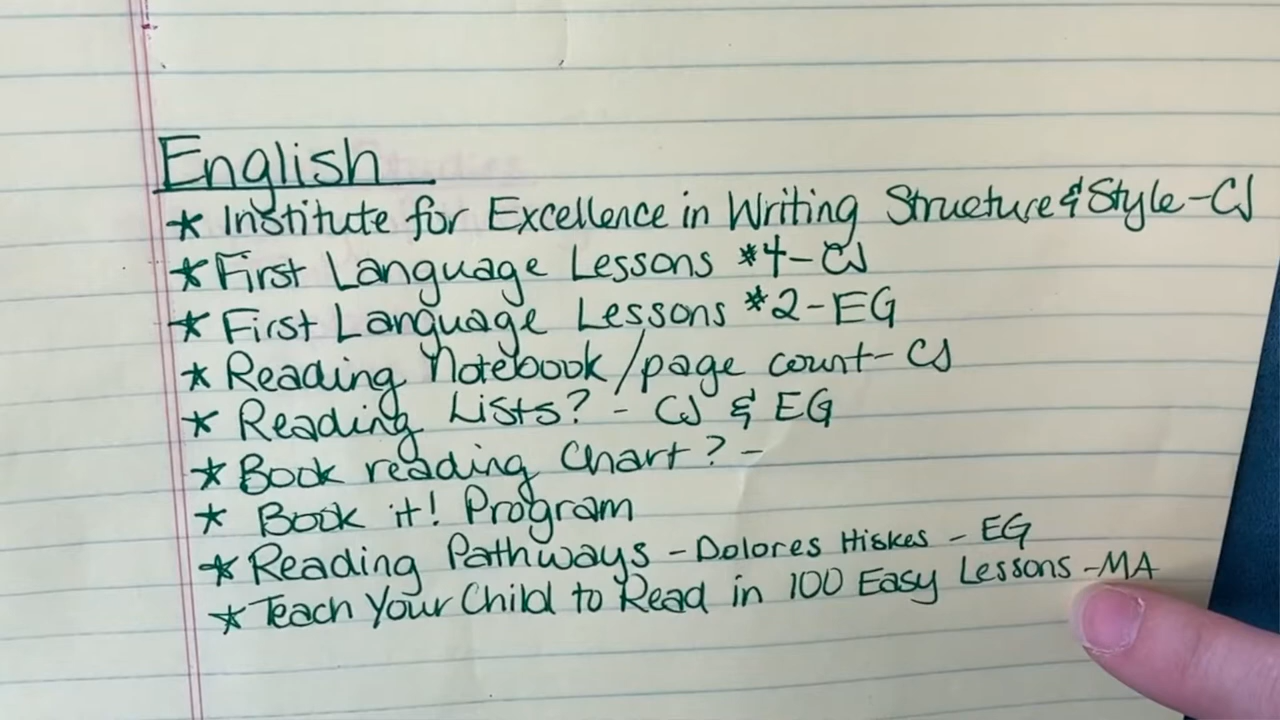 English
* Institute for Excellence in Writing Structure & Style - CJ
* First Language Lessons #4 - CJ
* First Language Lessons #2 - EG
* Reading Notebook/page count - CJ
* Reading Lists? - CJ & EG
* Book reading Chart? -
* Book it! Program
* Reading Pathways - Dolores Hiskes - EG
* Teach Your Child to Read in 100 Easy Lessons - MA